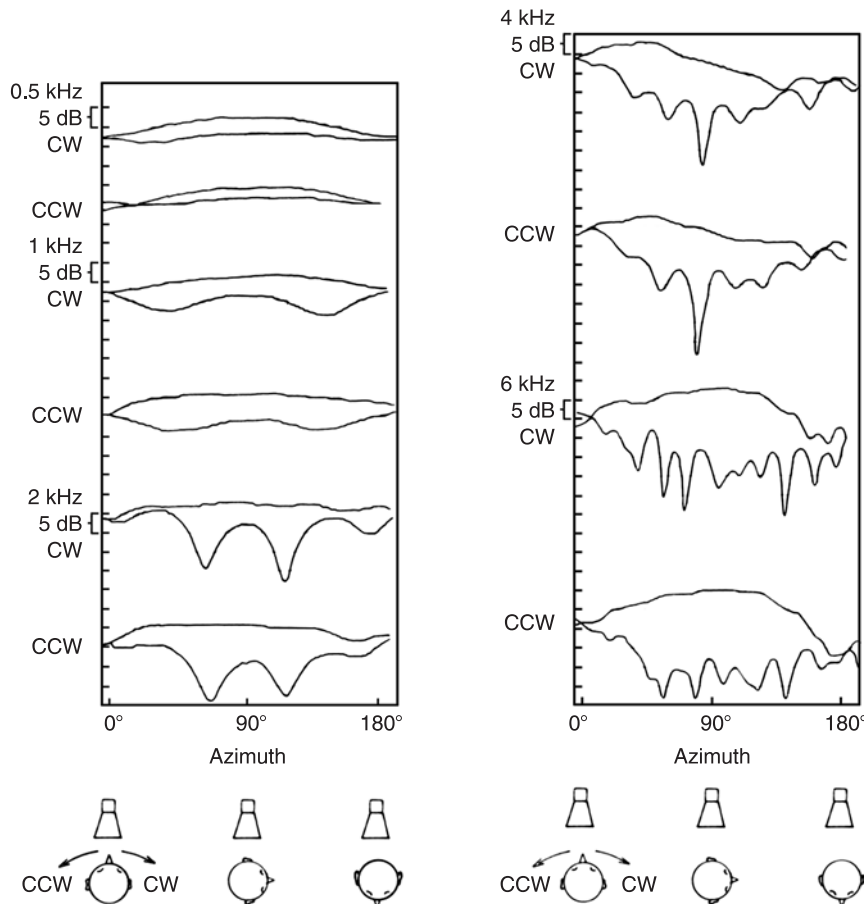 0.5 kHz
5 dB
CW
CCW
1 kHz
5 dB
CW
CCW
2 kHz
5 dB
CW
CCW
0° 90° 180°
Azimuth
CCW CW
4 kHz
5 dB
CW
CCW
6 kHz
5 dB
CW
CCW
0° 90° 180°
Azimuth
CCW CW